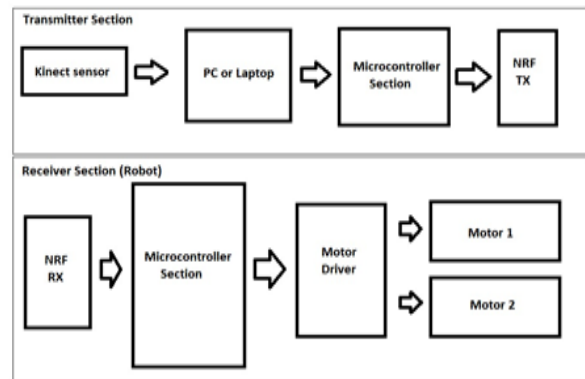 Transmitter Section
Kinect sensor
PC or Laptop
Microcontroller
Section
NRF
TX
Receiver Section (Robot)
NRF
RX
Microcontroller
Section
Motor
Driver
Motor 1
Motor 2